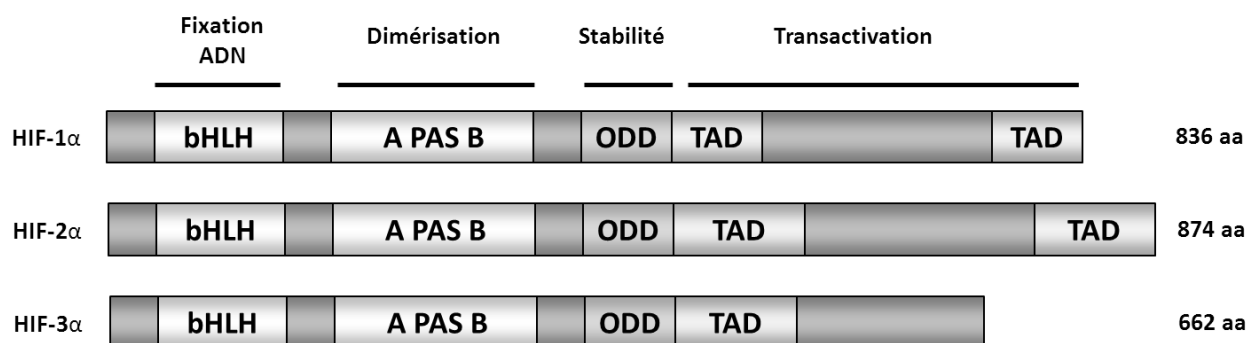 Fixation
ADN
Dimérisation
Stabilité
Transactivation
HIF-1α
bHLH
A PAS B
ODD
TAD
TAD
836 aa
HIF-2α
bHLH
A PAS B
ODD
TAD
TAD
874 aa
HIF-3α
bHLH
A PAS B
ODD
TAD
662 aa